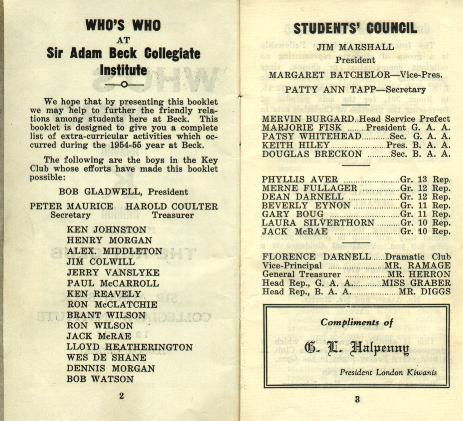 WHO'S WHO
AT
Sir Adam Beck Collegiate
Institute
We hope that by presenting this booklet
we may help to further the friendly rela-
tions among students here at Beck. This
booklet is designed to give you a complete
list of extra-curricular activities which oc-
curred during the 1954-55 year at Beck.
The following are the boys in the Key
Club whose efforts have made this booklet
possible:
BOB GLADWELL, President
PETER MAURICE HAROLD COULTER
Secretary Treasurer
KEN JOHNSTON
HENRY MORGAN
ALEX. MIDDLETON
JIM COLWILL
JERRY VANSLYKE
PAUL McCARROLL
KEN REAVELY
RON McCLATCHIE
BRANT WILSON
RON WILSON
JACK McRAE
LLOYD HEATHERINGTON
WES DE SHANE
DENNIS MORGAN
BOB WATSON
2
STUDENTS' COUNCIL
JIM MARSHALL
President
MARGARET BATCHELOR—Vice-Pres.
PATTY ANN TAPP—Secretary
MERVIN BURGARD Head Service Prefect
MARJORIE FISK President G. A. A.
PATSY WHITEHEAD Sec. G. A. A.
KEITH HILEY Pres. B. A. A.
DOUGLAS BRECKON Sec. B. A. A.
PHYLLIS AVER Gr. 13 Rep.
MERNE FULLAGER Gr. 12 Rep.
DEAN DARNELL Gr. 12 Rep.
BEVERLY EYNON Gr. 11 Rep.
GARY BOUG Gr. 11 Rep.
LAURA SILVERTHORN Gr. 10 Rep.
JACK McRAE Gr. 10 Rep.
FLORENCE DARNELL Dramatic Club
Vice-Principal MR. RAMAGE
General Treasurer MR. HERRON
Head Rep., G. A. A. MISS GRABER
Head Rep., B. A. A. MR. DIGGS
Compliments of
G. L. Halpenny
President London Kiwanis
3